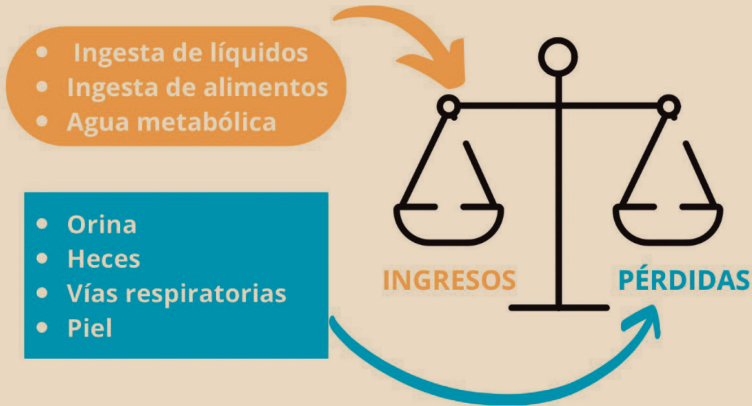 • Ingesta de líquidos
• Ingesta de alimentos
• Agua metabólica
• Orina
• Heces
• Vías respiratorias
• Piel
INGRESOS
PÉRDIDAS